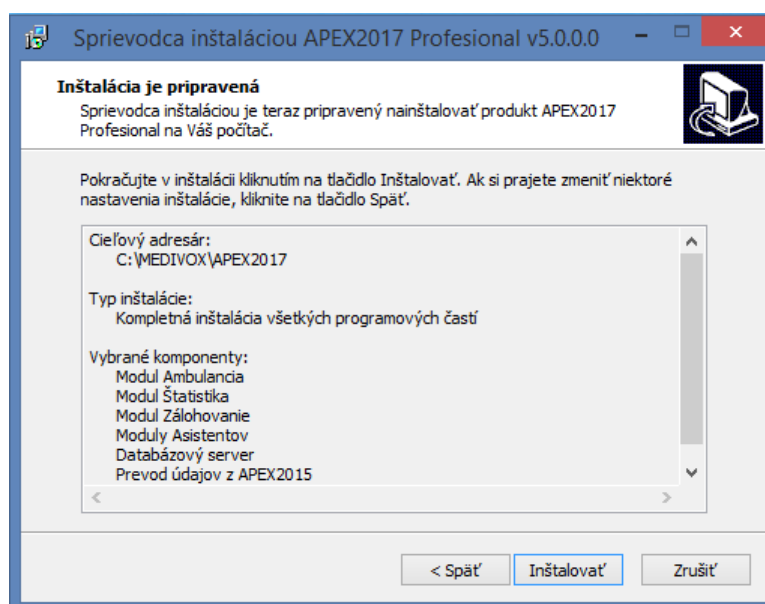 Sprievodca inštaláciou APEX2017 Profesional v5.0.0.0
Inštalácia je pripravená
Sprievodca inštaláciou je teraz pripravený nainštalovať produkt APEX2017
Profesional na Váš počítač.
Pokračujte v inštalácii kliknutím na tlačidlo Inštalovať. Ak si prajete zmeniť niektoré
nastavenia inštalácie, kliknite na tlačidlo Späť.
Cieľový adresár:
C:\MEDIVOX\APEX2017
Typ inštalácie:
Kompletná inštalácia všetkých programových častí
Vybrané komponenty:
Modul Ambulancia
Modul Štatistika
Modul Zálohovanie
Moduly Asistentov
Databázový server
Prevod údajov z APEX2015
< Späť
Inštalovať
Zrušiť